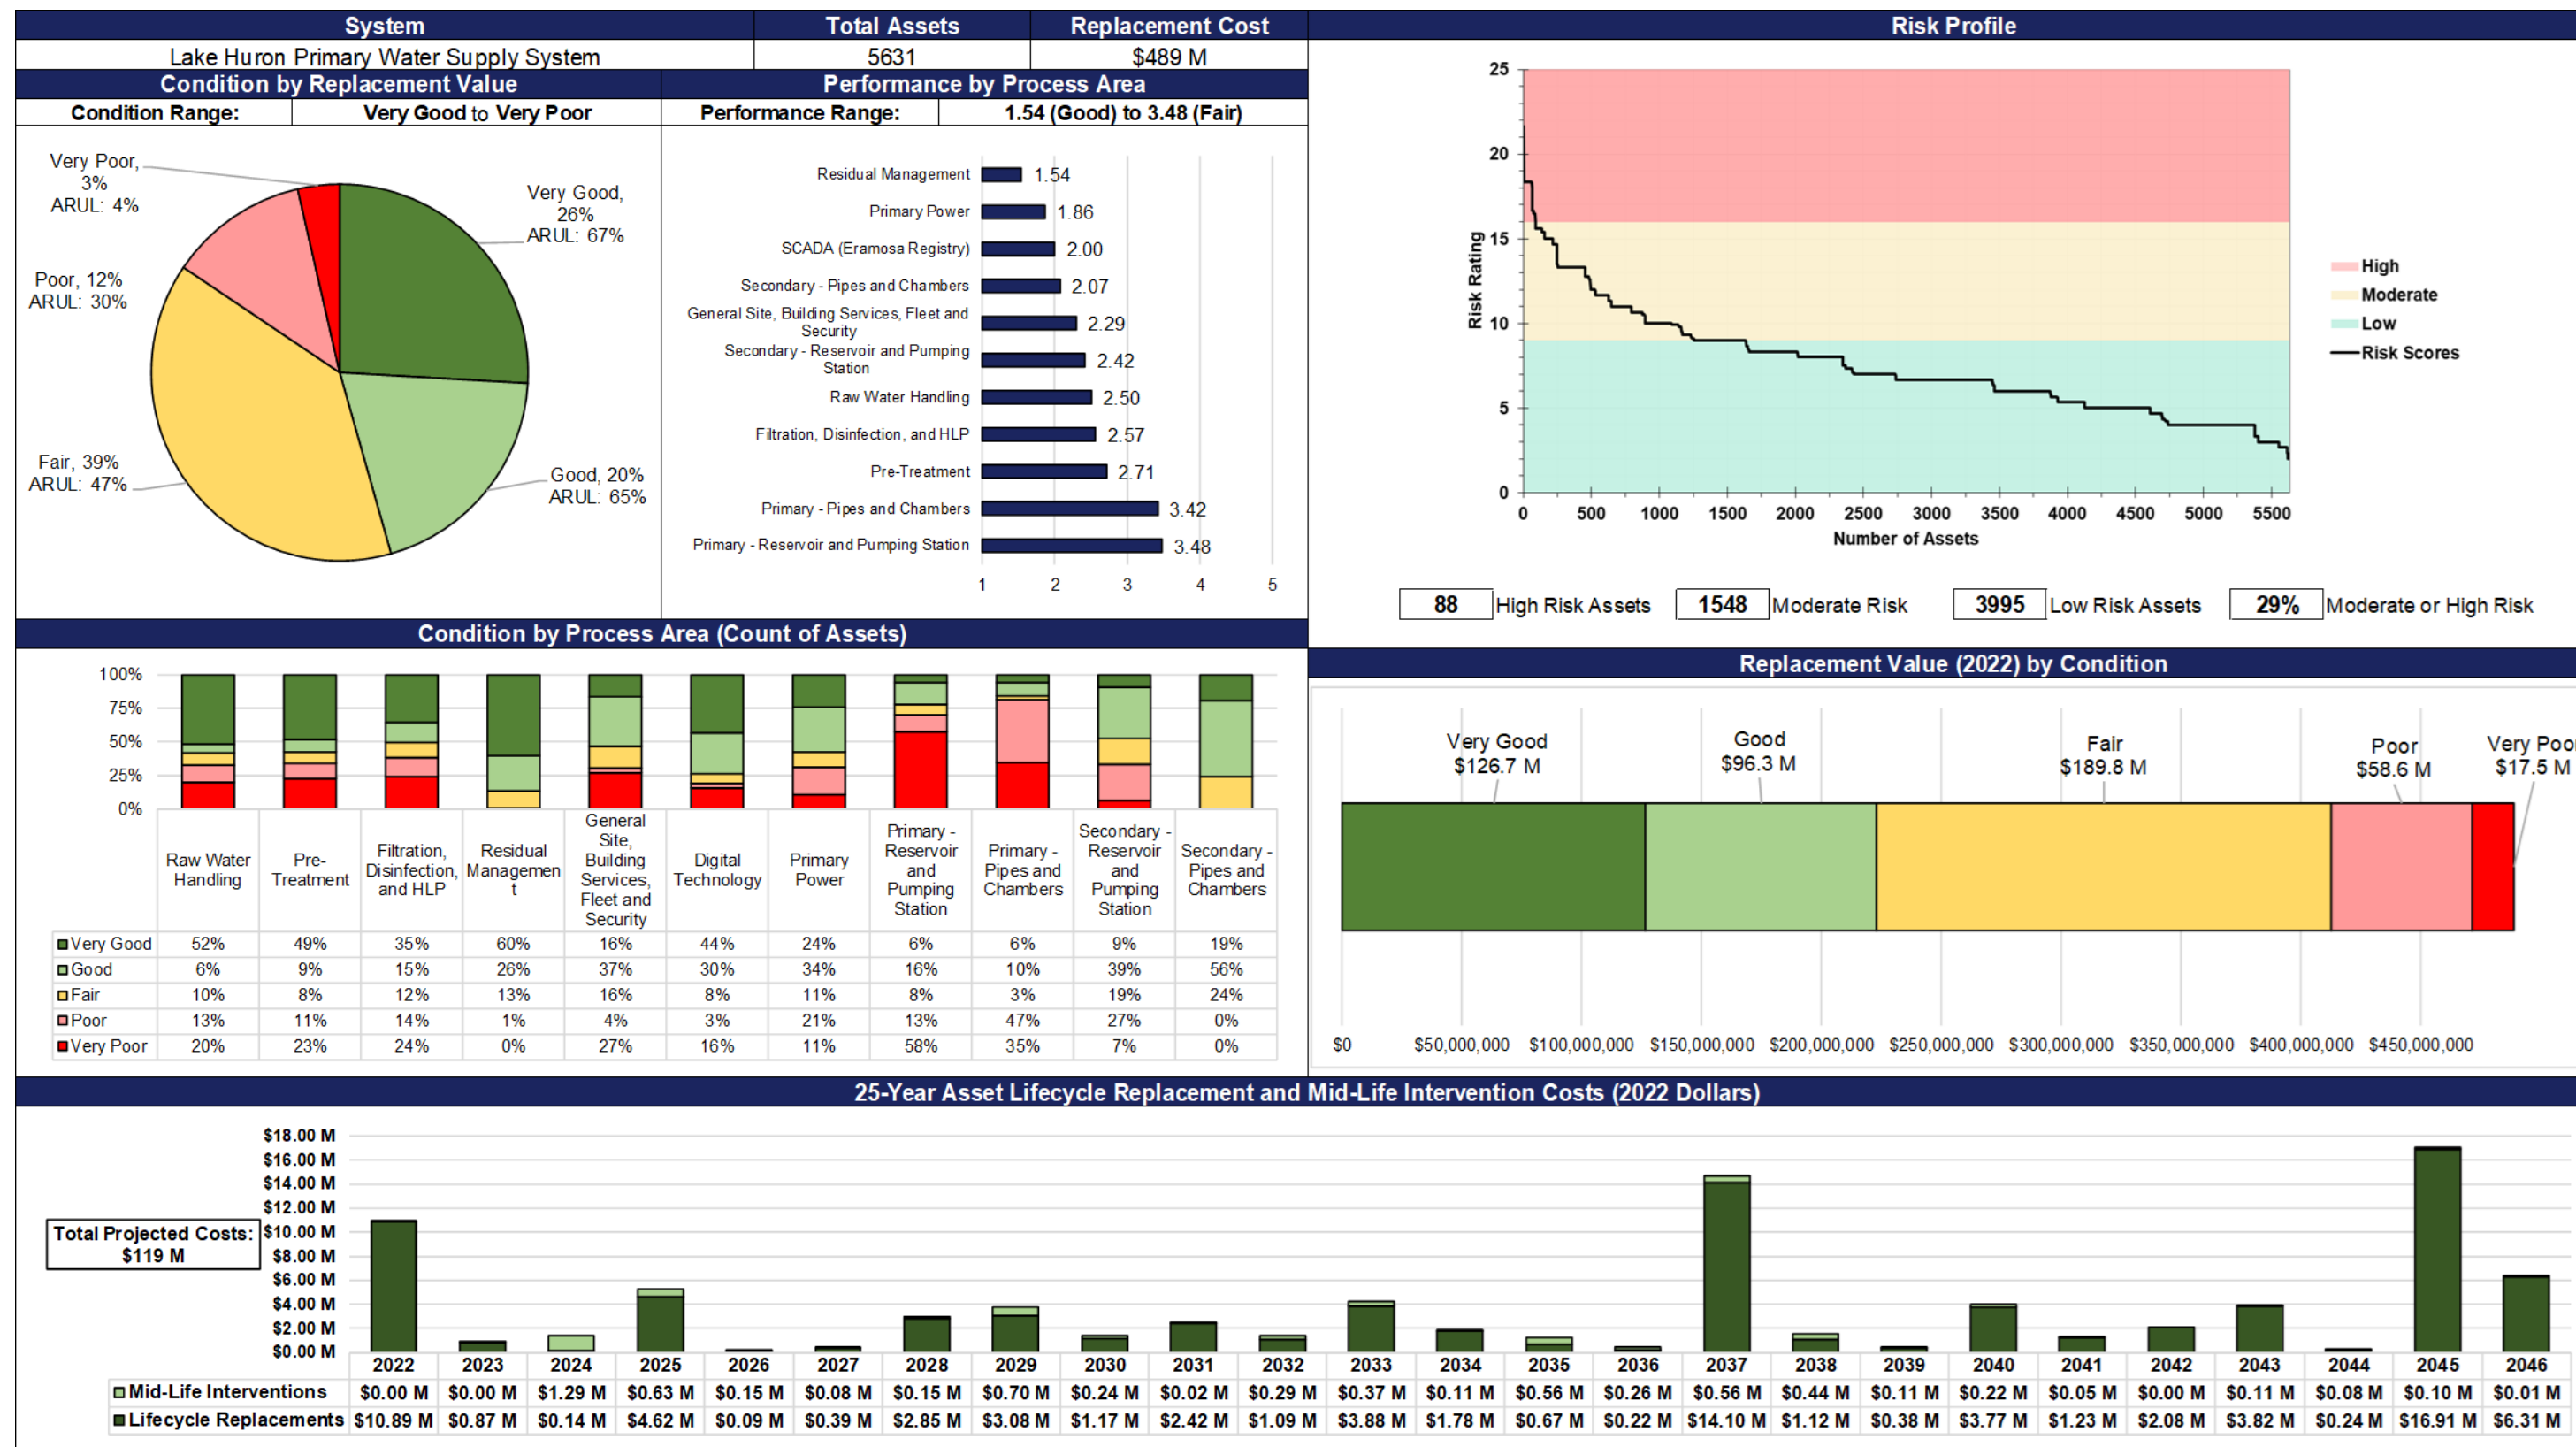 System Total Assets Replacement Cost
Lake Huron Primary Water Supply System 5631 $489 M
Condition by Replacement Value
Condition Range: Very Good to Very Poor
Very Poor,
3%
ARUL: 4%
Very Good,
26%
ARUL: 67%
Poor, 12%
ARUL: 30%
Fair, 39%
ARUL: 47%
Good, 20%
ARUL: 65%
Performance by Process Area
Performance Range: 1.54 (Good) to 3.48 (Fair)
Residual Management 1.54
Primary Power 1.86
SCADA (Eramosa Registry) 2.00
Secondary - Pipes and Chambers 2.07
General Site, Building Services, Fleet and
Security 2.29
Secondary - Reservoir and Pumping
Station 2.42
Raw Water Handling 2.50
Filtration, Disinfection, and HLP 2.57
Pre-Treatment 2.71
Primary - Pipes and Chambers 3.42
Primary - Reservoir and Pumping Station 3.48
1 2 3 4 5
Risk Profile
Risk Rating
25
20
15
10
5
0
0 500 1000 1500 2000 2500 3000 3500 4000 4500 5000 5500
Number of Assets
High
Moderate
Low
Risk Scores
88 High Risk Assets 1548 Moderate Risk 3995 Low Risk Assets 29% Moderate or High Risk
Condition by Process Area (Count of Assets)
100%
75%
50%
25%
0%
Raw Water
Handling
Pre-
Treatment
Filtration,
Disinfection,
and HLP
Residual
Managemen
t
General
Site,
Building
Services,
Fleet and
Security
Digital
Technology
Primary
Power
Primary -
Reservoir
and
Pumping
Station
Primary -
Pipes and
Chambers
Secondary -
Reservoir
and
Pumping
Station
Secondary -
Pipes and
Chambers
Very Good 52% 49% 35% 60% 16% 44% 24% 6% 6% 9% 19%
Good 6% 9% 15% 26% 37% 30% 34% 16% 10% 39% 56%
Fair 10% 8% 12% 13% 16% 8% 11% 8% 3% 19% 24%
Poor 13% 11% 14% 1% 4% 3% 21% 13% 47% 27% 0%
Very Poor 20% 23% 24% 0% 27% 16% 11% 58% 35% 7% 0%
Replacement Value (2022) by Condition
Very Good
$126.7 M
Good
$96.3 M
Fair
$189.8 M
Poor
$58.6 M
Very Poor
$17.5 M
$0 $50,000,000 $100,000,000 $150,000,000 $200,000,000 $250,000,000 $300,000,000 $350,000,000 $400,000,000 $450,000,000
25-Year Asset Lifecycle Replacement and Mid-Life Intervention Costs (2022 Dollars)
Total Projected Costs:
$119 M
$18.00 M
$16.00 M
$14.00 M
$12.00 M
$10.00 M
$8.00 M
$6.00 M
$4.00 M
$2.00 M
$0.00 M
2022 2023 2024 2025 2026 2027 2028 2029 2030 2031 2032 2033 2034 2035 2036 2037 2038 2039 2040 2041 2042 2043 2044 2045 2046
Mid-Life Interventions $0.00 M $0.00 M $1.29 M $0.63 M $0.15 M $0.08 M $0.15 M $0.70 M $0.24 M $0.02 M $0.29 M $0.37 M $0.11 M $0.56 M $0.26 M $0.56 M $0.44 M $0.11 M $0.22 M $0.05 M $0.00 M $0.11 M $0.08 M $0.10 M $0.01 M
Lifecycle Replacements $10.89 M $0.87 M $0.14 M $4.62 M $0.09 M $0.39 M $2.85 M $3.08 M $1.17 M $2.42 M $1.09 M $3.88 M $1.78 M $0.67 M $0.22 M $14.10 M $1.12 M $0.38 M $3.77 M $1.23 M $2.08 M $3.82 M $0.24 M $16.91 M $6.31 M